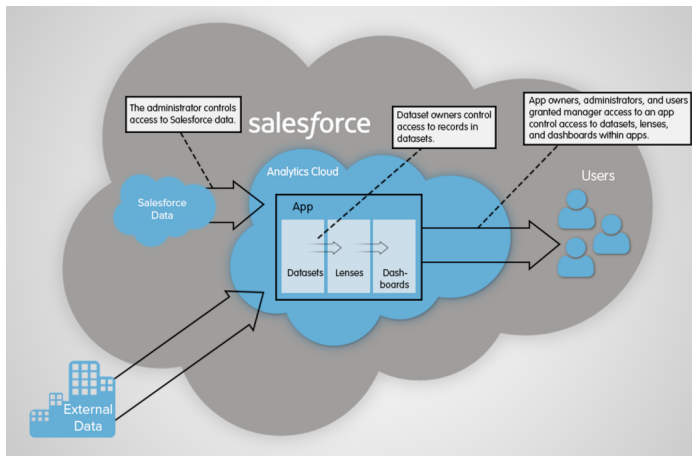 The administrator controls
access to Salesforce data.
salesforce
Dataset owners control
access to records in
datasets.
App owners, administrators, and users
granted manager access to an app
control access to datasets, lenses,
and dashboards within apps.
Analytics Cloud
Users
Salesforce
Data
App
Datasets
Lenses
Dash-
boards
External
Data